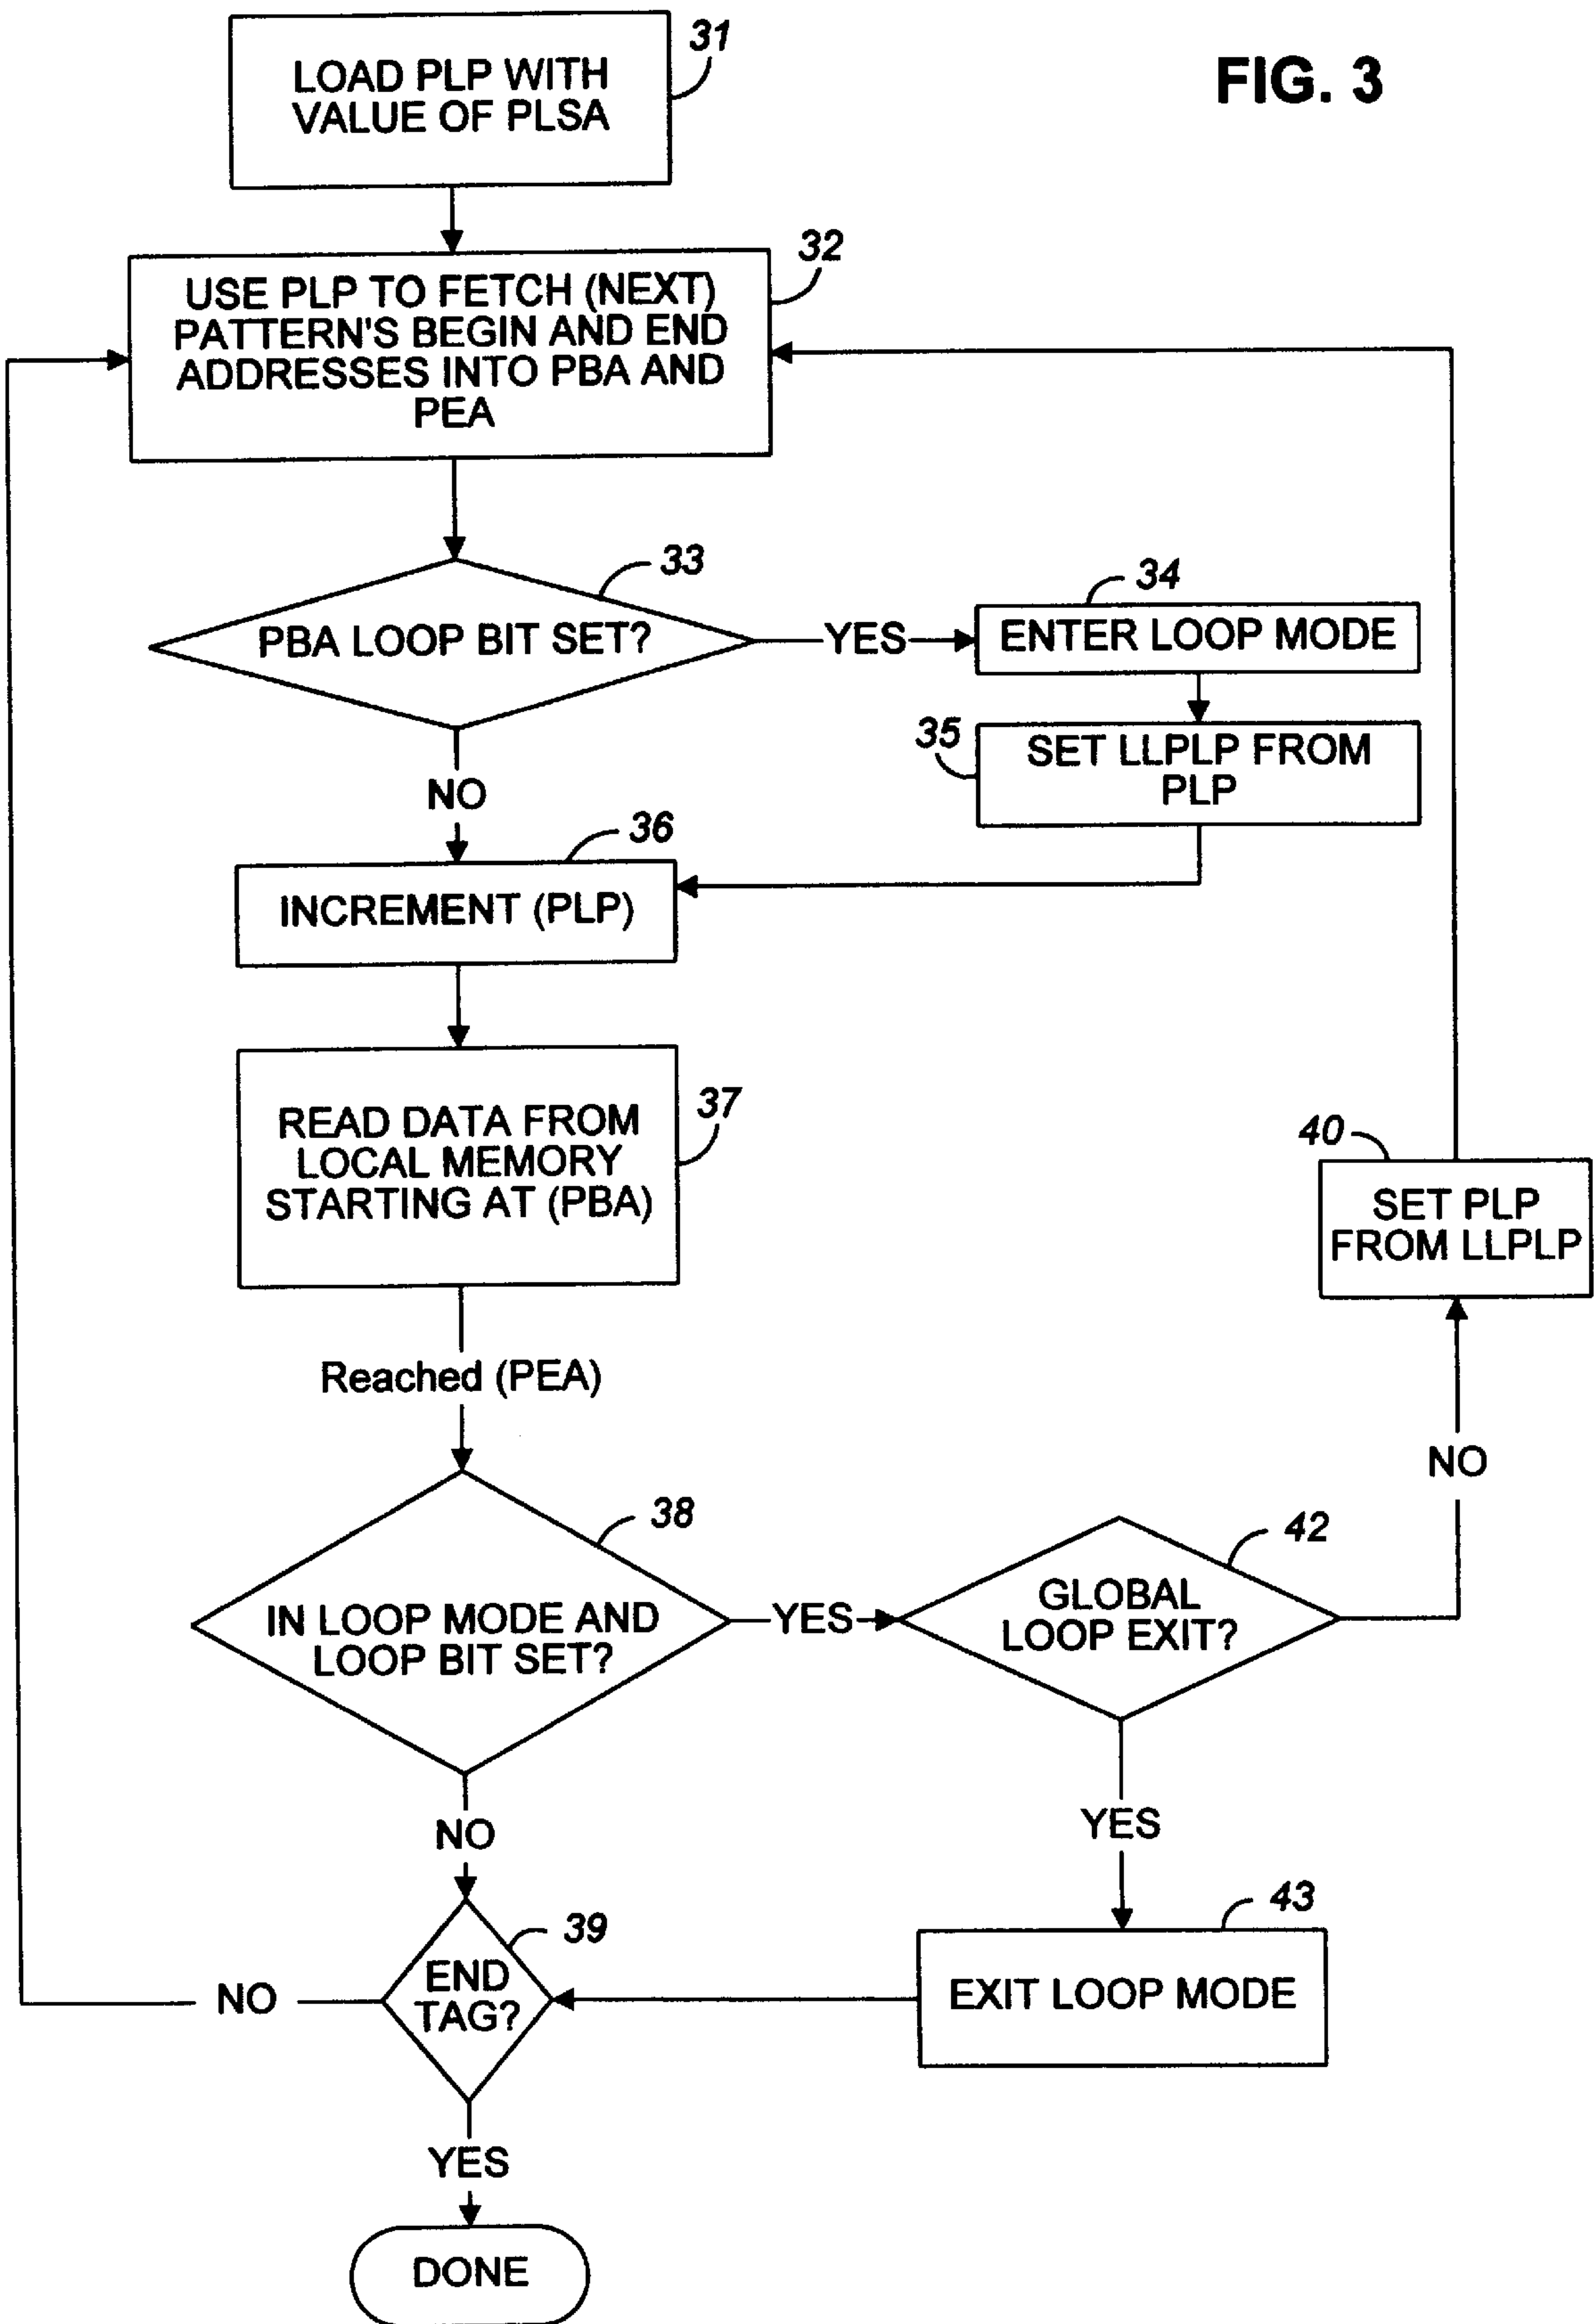 FIG. 3
31
LOAD PLP WITH
VALUE OF PLSA
32
USE PLP TO FETCH (NEXT)
PATTERN'S BEGIN AND END
ADDRESSES INTO PBA AND
PEA
33
PBA LOOP BIT SET?
YES
34
ENTER LOOP MODE
35
SET LLPLP FROM
PLP
NO
36
INCREMENT (PLP)
37
READ DATA FROM
LOCAL MEMORY
STARTING AT (PBA)
40
SET PLP
FROM LLPLP
Reached (PEA)
NO
38
IN LOOP MODE AND
LOOP BIT SET?
YES
42
GLOBAL
LOOP EXIT?
NO
YES
39
END
TAG?
NO
43
EXIT LOOP MODE
YES
DONE